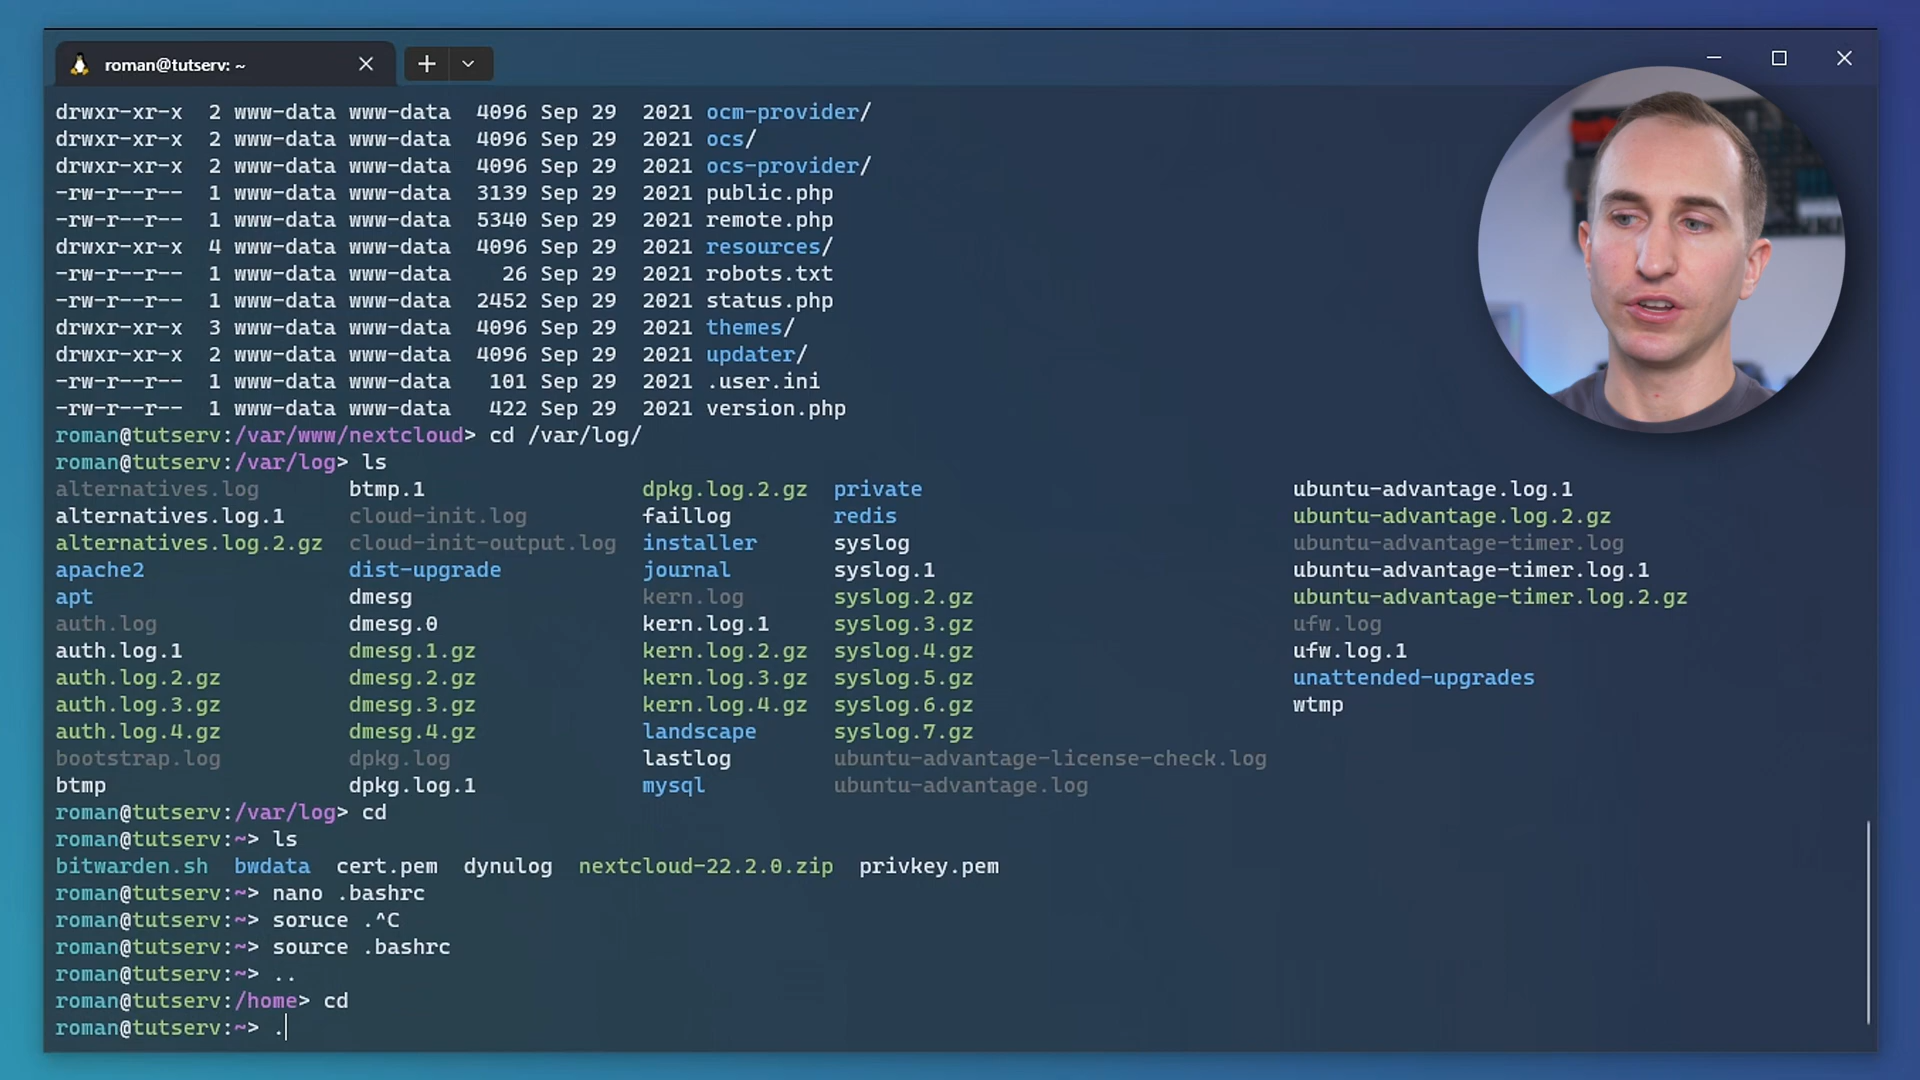 roman@tutserv: ~
drwxr-xr-x 2 www-data www-data 4096 Sep 29 2021 ocm-provider/
drwxr-xr-x 2 www-data www-data 4096 Sep 29 2021 ocs/
drwxr-xr-x 2 www-data www-data 4096 Sep 29 2021 ocs-provider/
-rw-r--r-- 1 www-data www-data 3139 Sep 29 2021 public.php
-rw-r--r-- 1 www-data www-data 5340 Sep 29 2021 remote.php
drwxr-xr-x 4 www-data www-data 4096 Sep 29 2021 resources/
-rw-r--r-- 1 www-data www-data 26 Sep 29 2021 robots.txt
-rw-r--r-- 1 www-data www-data 2452 Sep 29 2021 status.php
drwxr-xr-x 3 www-data www-data 4096 Sep 29 2021 themes/
drwxr-xr-x 2 www-data www-data 4096 Sep 29 2021 updater/
-rw-r--r-- 1 www-data www-data 101 Sep 29 2021 .user.ini
-rw-r--r-- 1 www-data www-data 422 Sep 29 2021 version.php
roman@tutserv:/var/www/nextcloud> cd /var/log/
roman@tutserv:/var/log> ls
alternatives.log btmp.1 dpkg.log.2.gz private ubuntu-advantage.log.1
alternatives.log.1 cloud-init.log faillog redis ubuntu-advantage.log.2.gz
alternatives.log.2.gz cloud-init-output.log installer syslog ubuntu-advantage-timer.log
apache2 dist-upgrade journal syslog.1 ubuntu-advantage-timer.log.1
apt dmesg kern.log syslog.2.gz ubuntu-advantage-timer.log.2.gz
auth.log dmesg.0 kern.log.1 syslog.3.gz ufw.log
auth.log.1 dmesg.1.gz kern.log.2.gz syslog.4.gz ufw.log.1
auth.log.2.gz dmesg.2.gz kern.log.3.gz syslog.5.gz unattended-upgrades
auth.log.3.gz dmesg.3.gz kern.log.4.gz syslog.6.gz wtmp
auth.log.4.gz dmesg.4.gz landscape syslog.7.gz
bootstrap.log dpkg.log lastlog ubuntu-advantage-license-check.log
btmp dpkg.log.1 mysql ubuntu-advantage.log
roman@tutserv:/var/log> cd
roman@tutserv:~> ls
bitwarden.sh bwdata cert.pem dynulog nextcloud-22.2.0.zip privkey.pem
roman@tutserv:~> nano .bashrc
roman@tutserv:~> soruce .^C
roman@tutserv:~> source .bashrc
roman@tutserv:~> ..
roman@tutserv:/home> cd
roman@tutserv:~> .